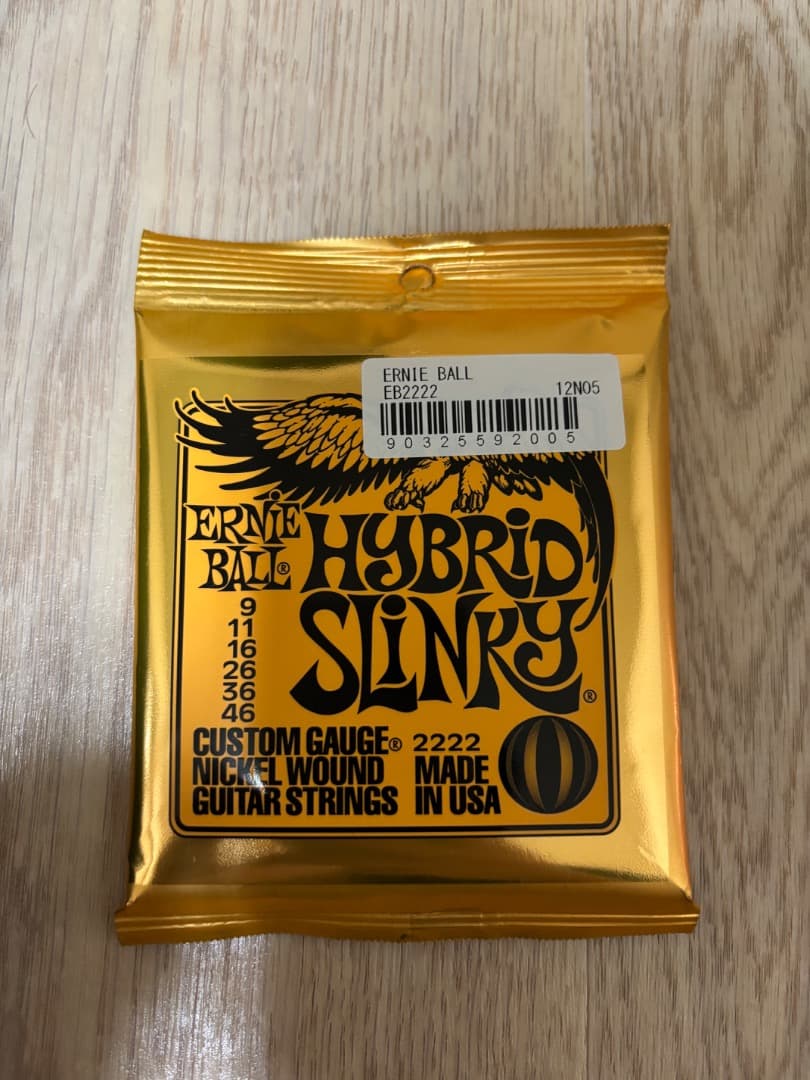 ERNIE BALL
EB2222 12N05
90325592005
ERNIE
BALL®
HYBRID
SLINKY®
9
11
16
26
36
46
CUSTOM GAUGE® 2222
NICKEL WOUND MADE
GUITAR STRINGS IN USA